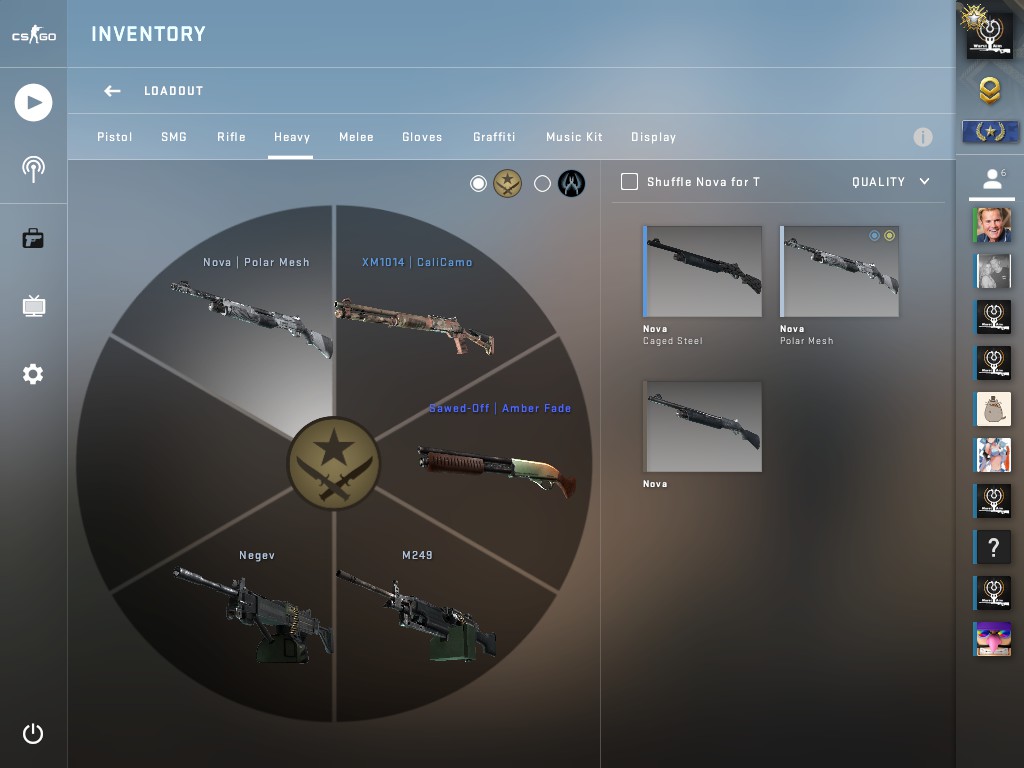 CS GO
INVENTORY
LOADOUT
Pistol SMG Rifle Heavy Melee Gloves Graffiti Music Kit Display
Shuffle Nova for T QUALITY
6
Nova | Polar Mesh
XM1014 | CaliCamo
Sawed-Off | Amber Fade
Negev
M249
Nova
Caged Steel
Nova
Polar Mesh
Nova
?